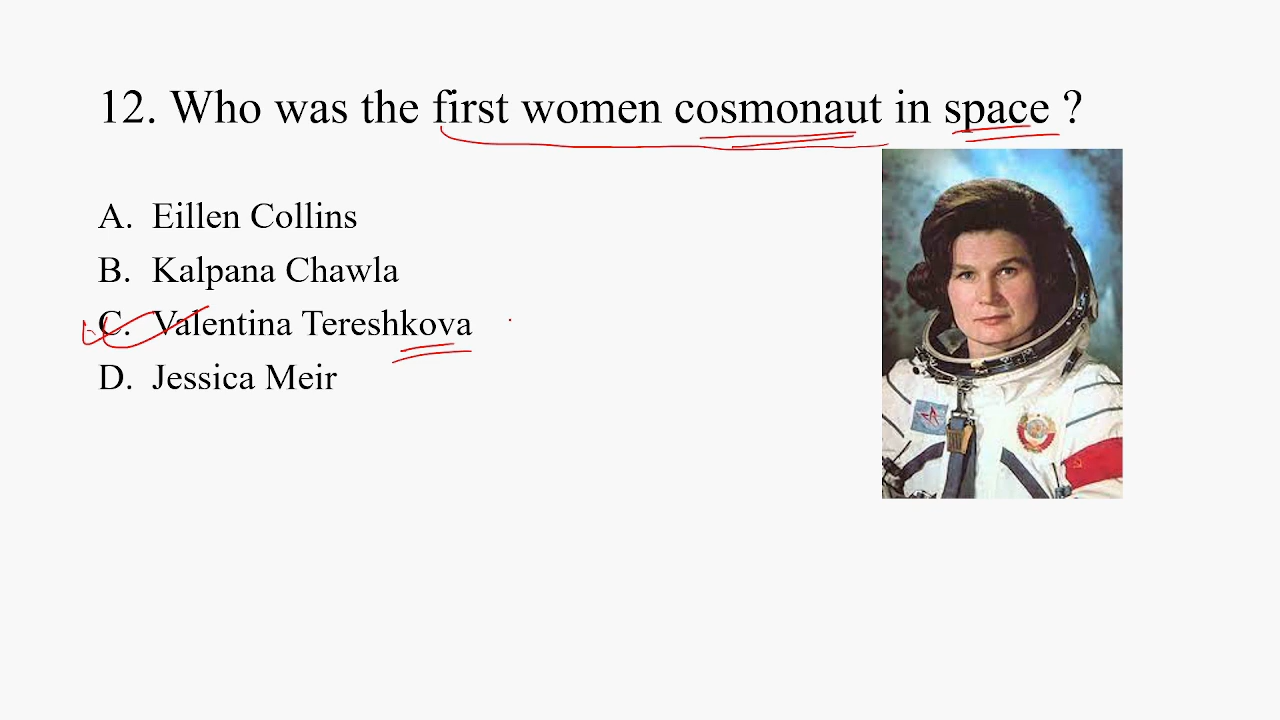 12. Who was the first women cosmonaut in space ?
A. Eillen Collins
B. Kalpana Chawla
C. Valentina Tereshkova
D. Jessica Meir